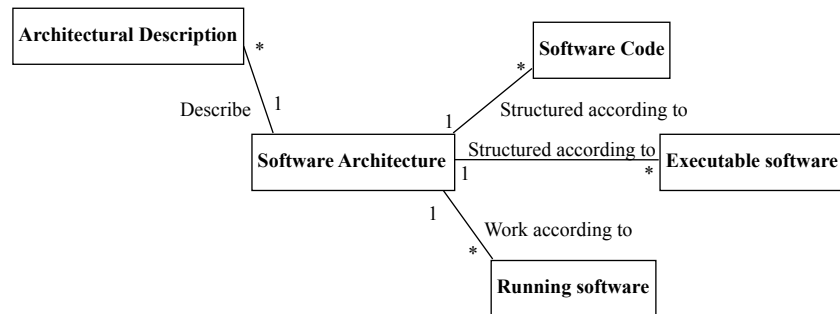 Architectural Description
*
Software Code
*
Describe
1
1
Structured according to
Software Architecture
Structured according to
Executable software
1
*
1
Work according to
*
Running software